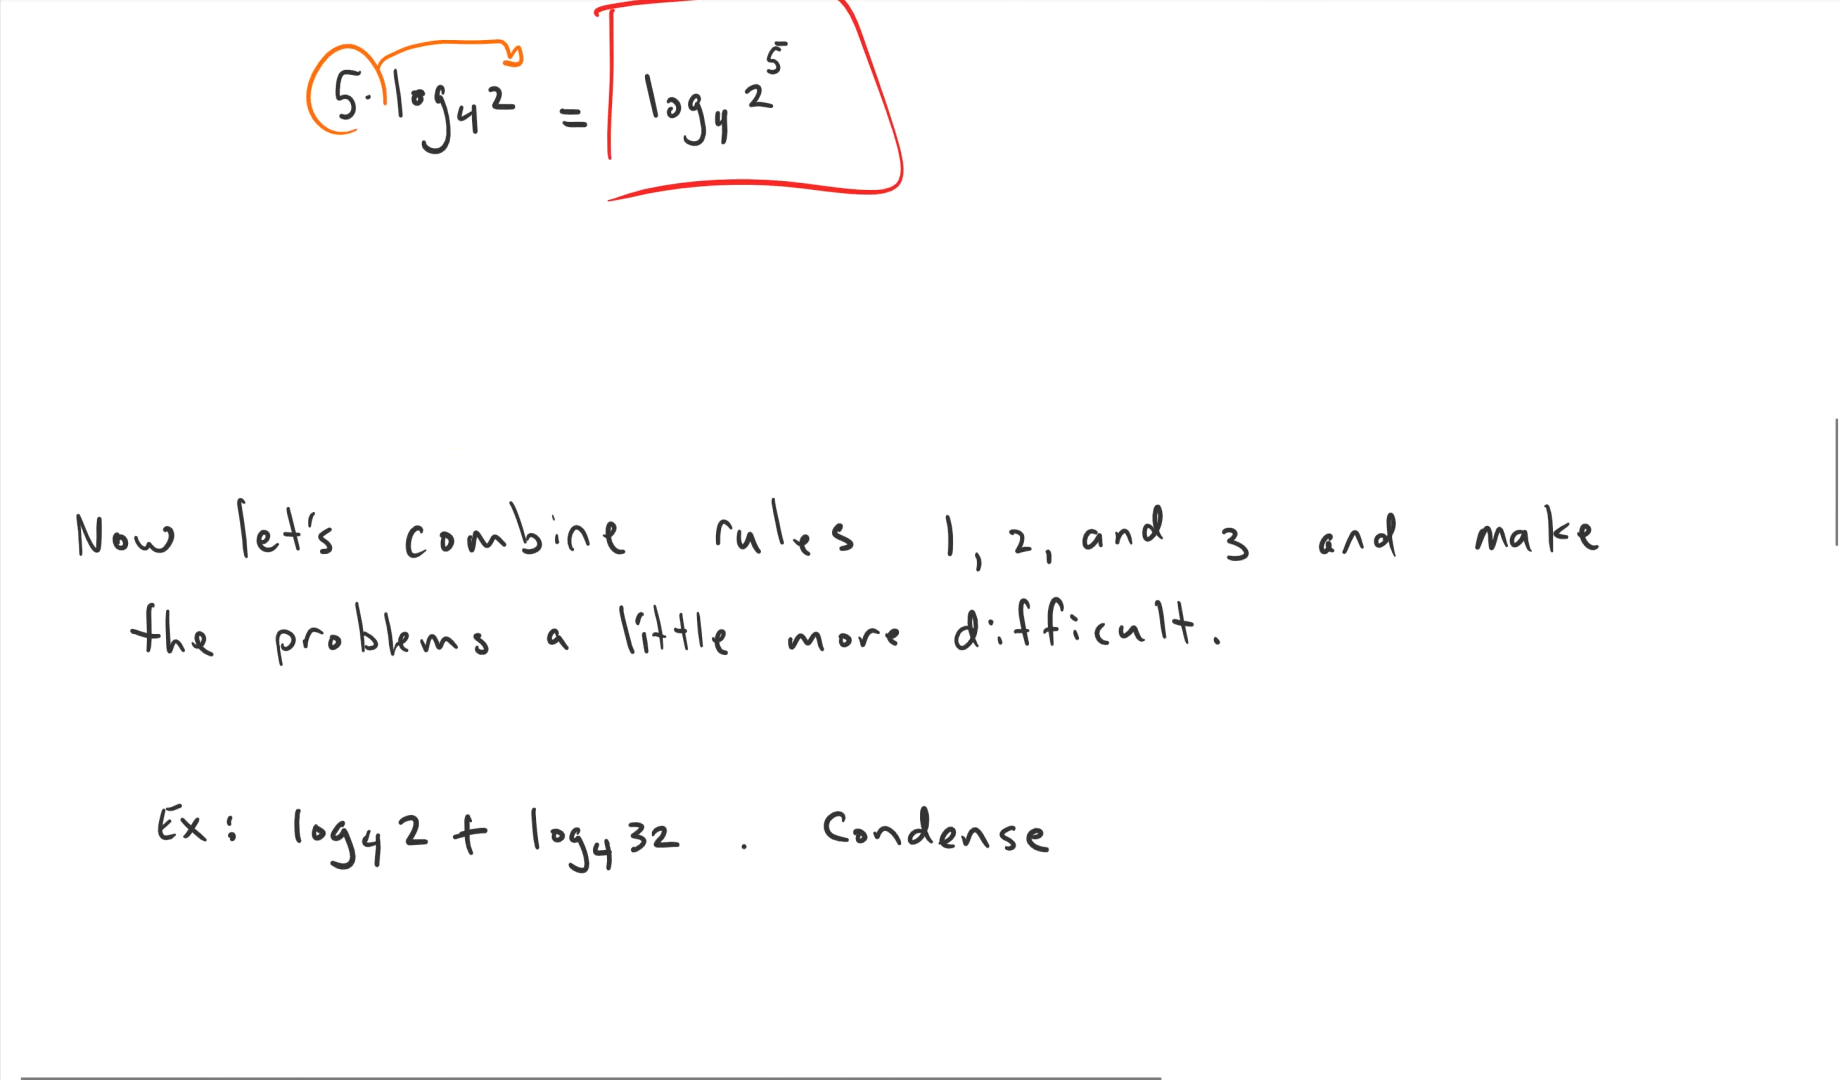 5·log₄2 = log₄2⁵
Now let's combine rules 1, 2, and 3 and make
the problems a little more difficult.
Ex: log₄2 + log₄32 . Condense